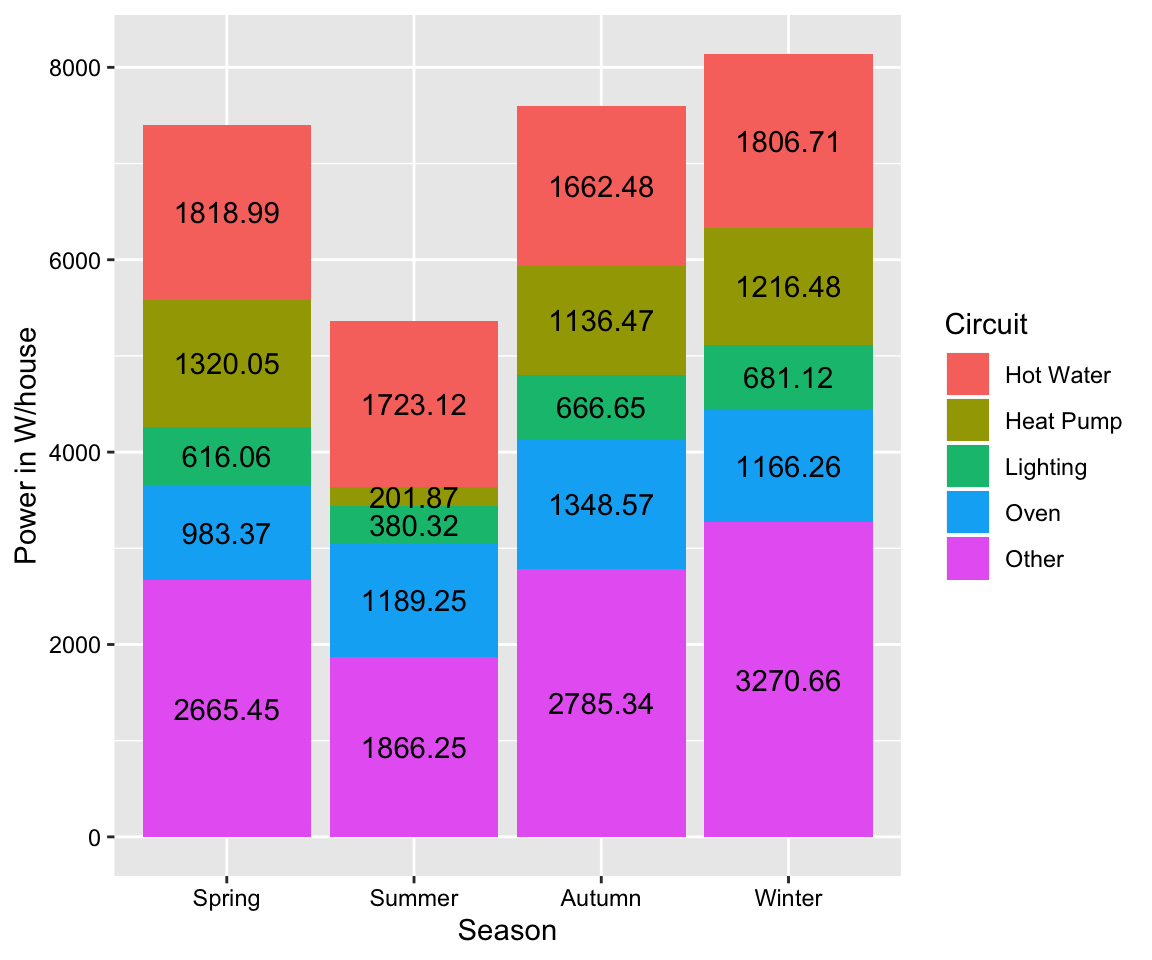 8000
6000
4000
2000
0
Power in W/house
1818.99
1320.05
616.06
983.37
2665.45
1723.12
201.87
380.32
1189.25
1866.25
1662.48
1136.47
666.65
1348.57
2785.34
1806.71
1216.48
681.12
1166.26
3270.66
Spring
Summer
Autumn
Winter
Season
Circuit
Hot Water
Heat Pump
Lighting
Oven
Other